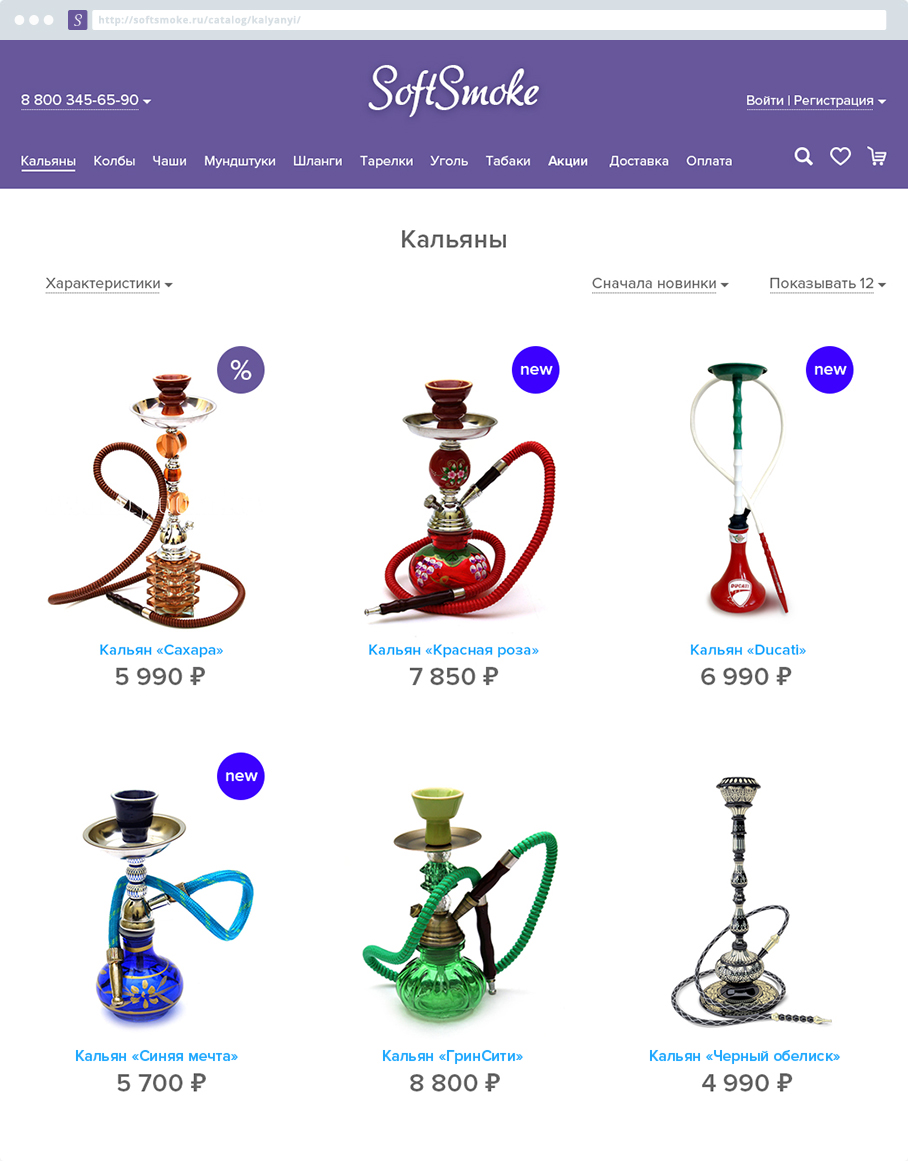 S http://softsmoke.ru/catalog/kalyanyi/
8 800 345-65-90
SoftSmoke
Войти | Регистрация
Кальяны Колбы Чаши Мундштуки Шланги Тарелки Уголь Табаки Акции Доставка Оплата
Кальяны
Характеристики
Сначала новинки
Показывать 12
%
new
new
DUCATI
Кальян «Сахара»
5 990 ₽
Кальян «Красная роза»
7 850 ₽
Кальян «Ducati»
6 990 ₽
new
Кальян «Синяя мечта»
5 700 ₽
Кальян «ГринСити»
8 800 ₽
Кальян «Черный обелиск»
4 990 ₽